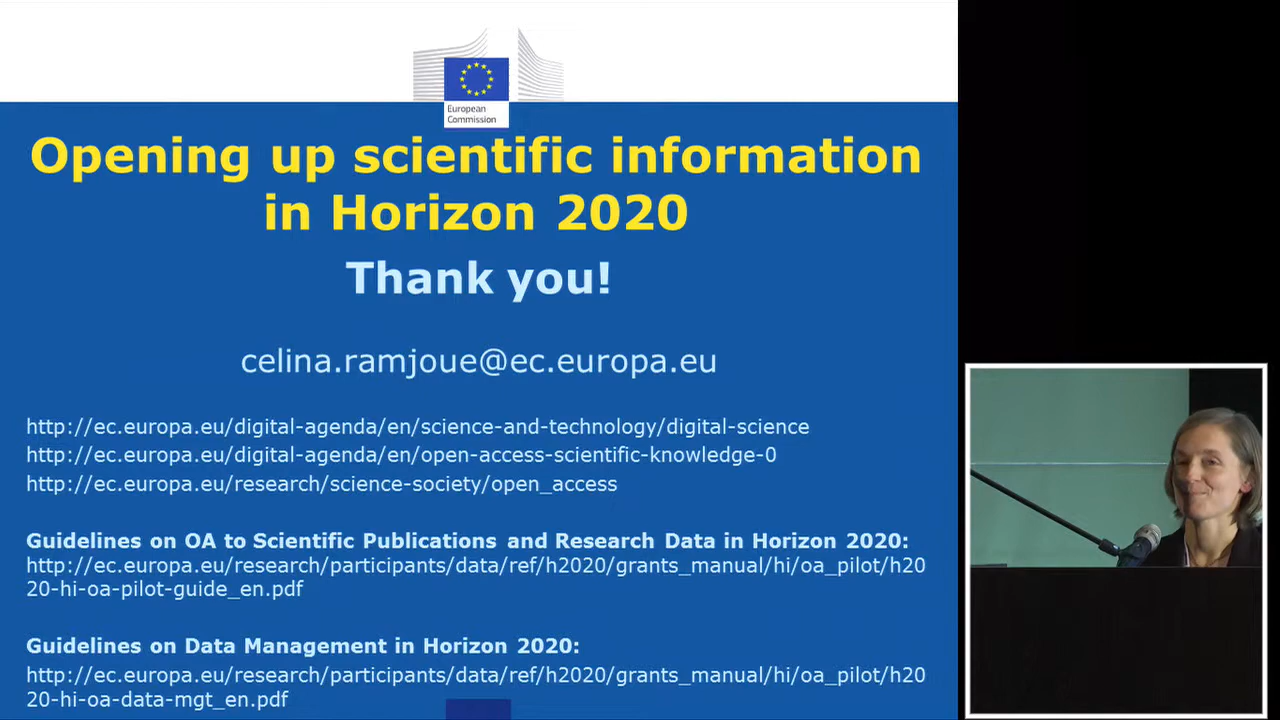 European
Commission
Opening up scientific information
in Horizon 2020
Thank you!
celina.ramjoue@ec.europa.eu
http://ec.europa.eu/digital-agenda/en/science-and-technology/digital-science
http://ec.europa.eu/digital-agenda/en/open-access-scientific-knowledge-0
http://ec.europa.eu/research/science-society/open_access
Guidelines on OA to Scientific Publications and Research Data in Horizon 2020:
http://ec.europa.eu/research/participants/data/ref/h2020/grants_manual/hi/oa_pilot/h20
20-hi-oa-pilot-guide_en.pdf
Guidelines on Data Management in Horizon 2020:
http://ec.europa.eu/research/participants/data/ref/h2020/grants_manual/hi/oa_pilot/h20
20-hi-oa-data-mgt_en.pdf